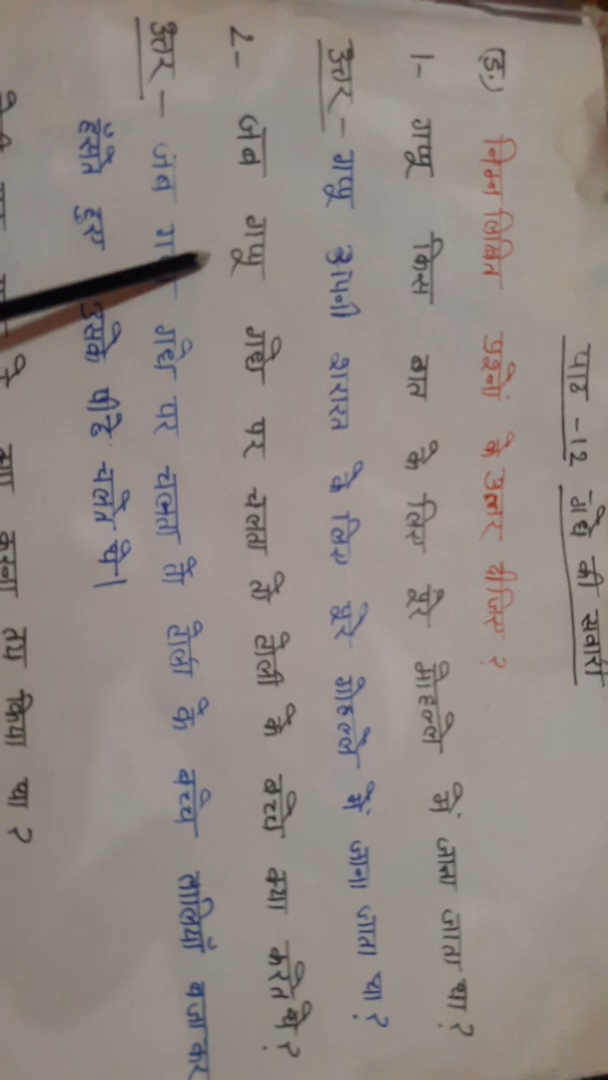 पाठ -12 गधे की सवारी
(ड.) निम्नलिखित प्रश्नों के उत्तर दीजिए ?
1- गप्पू किस बात के लिए पूरे मोहल्ले में जाना जाता था ?
उत्तर - गप्पू अपनी शरारत के लिए पूरे मोहल्ले में जाना जाता था ?
2- जब गप्पू गधे पर चलता तो टोली के बच्चे क्या करते थे ?
उत्तर - जब गधे पर चलता तो टोली के बच्चे तालियाँ बजाकर
हँसते हुए उसके पीछे चलते थे।
ने क्या करना तय किया था ?